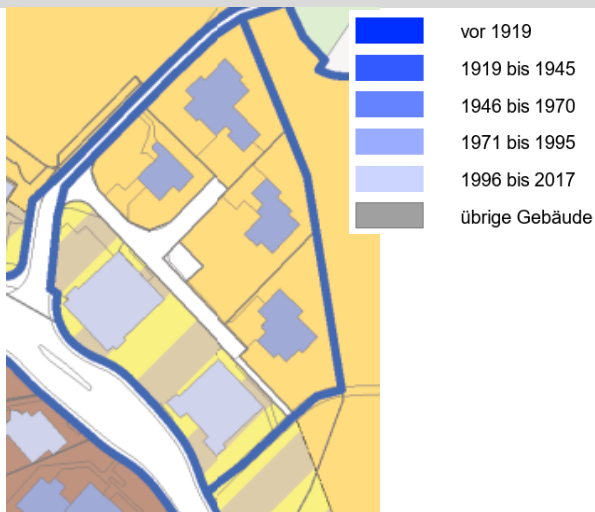 vor 1919
1919 bis 1945
1946 bis 1970
1971 bis 1995
1996 bis 2017
übrige Gebäude